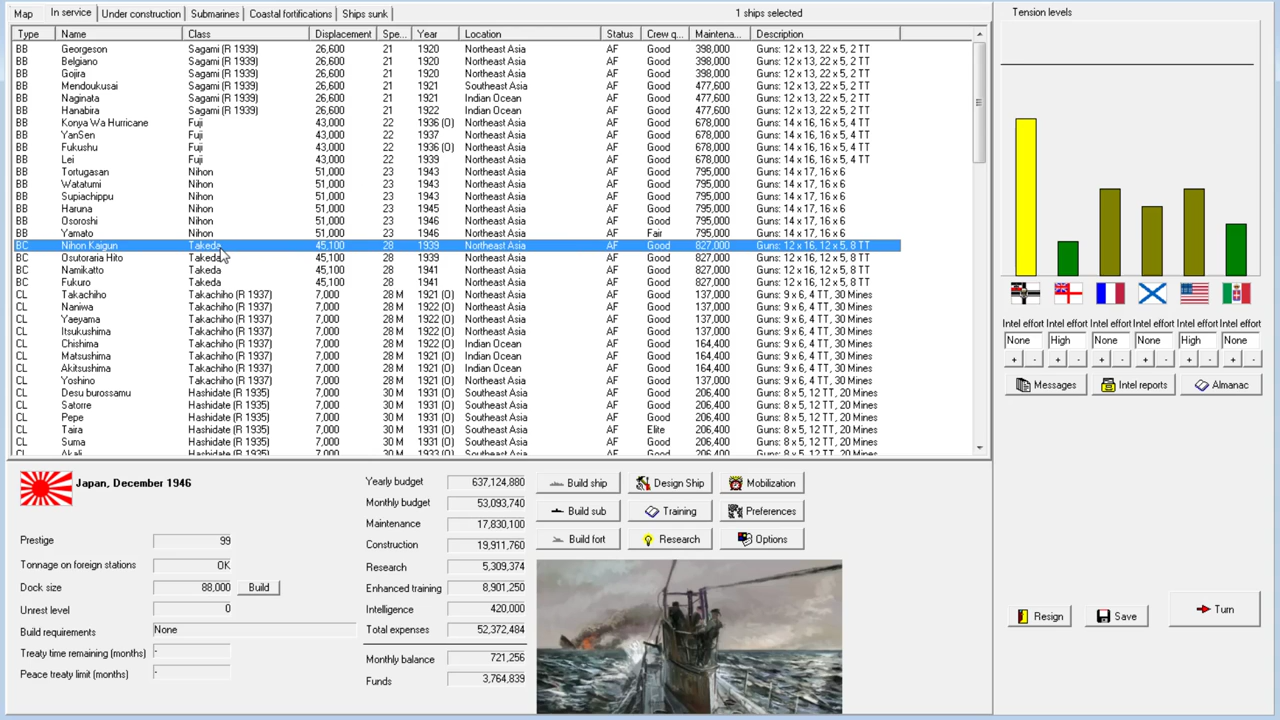 Map In service Under construction Submarines Coastal fortifications Ships sunk 1 ships selected Tension levels
Type Name Class Displacement Spe... Year Location Status Crew q... Maintena... Description
BB Georgeson Sagami (R 1939) 26,600 21 1920 Northeast Asia AF Good 398,000 Guns: 12 x 13, 22 x 5, 2 TT
BB Belgiano Sagami (R 1939) 26,600 21 1920 Northeast Asia AF Good 398,000 Guns: 12 x 13, 22 x 5, 2 TT
BB Gojira Sagami (R 1939) 26,600 21 1920 Northeast Asia AF Good 398,000 Guns: 12 x 13, 22 x 5, 2 TT
BB Mendoukusai Sagami (R 1939) 26,600 21 1921 Southeast Asia AF Good 477,600 Guns: 12 x 13, 22 x 5, 2 TT
BB Naginata Sagami (R 1939) 26,600 21 1921 Indian Ocean AF Good 477,600 Guns: 12 x 13, 22 x 5, 2 TT
BB Hanabira Sagami (R 1939) 26,600 21 1922 Indian Ocean AF Good 477,600 Guns: 12 x 13, 22 x 5, 2 TT
BB Konya Wa Hurricane Fuji 43,000 22 1936 (O) Northeast Asia AF Good 678,000 Guns: 14 x 16, 16 x 5, 4 TT
BB YanSen Fuji 43,000 22 1937 Northeast Asia AF Good 678,000 Guns: 14 x 16, 16 x 5, 4 TT
BB Fukushu Fuji 43,000 22 1936 (O) Northeast Asia AF Good 678,000 Guns: 14 x 16, 16 x 5, 4 TT
BB Lei Fuji 43,000 22 1939 Northeast Asia AF Good 678,000 Guns: 14 x 16, 16 x 5, 4 TT
BB Tortugasan Nihon 51,000 23 1943 Northeast Asia AF Good 795,000 Guns: 14 x 17, 16 x 6
BB Watatumi Nihon 51,000 23 1943 Northeast Asia AF Good 795,000 Guns: 14 x 17, 16 x 6
BB Supiachippu Nihon 51,000 23 1943 Northeast Asia AF Good 795,000 Guns: 14 x 17, 16 x 6
BB Haruna Nihon 51,000 23 1945 Northeast Asia AF Good 795,000 Guns: 14 x 17, 16 x 6
BB Osoroshi Nihon 51,000 23 1946 Northeast Asia AF Good 795,000 Guns: 14 x 17, 16 x 6
BB Yamato Nihon 51,000 23 1946 Northeast Asia AF Fair 795,000 Guns: 14 x 17, 16 x 6
BC Nihon Kaigun Takeda 45,100 28 1939 Northeast Asia AF Good 827,000 Guns: 12 x 16, 12 x 5, 8 TT
BC Osutoraria Hito Takeda 45,100 28 1939 Northeast Asia AF Good 827,000 Guns: 12 x 16, 12 x 5, 8 TT
BC Namikatto Takeda 45,100 28 1941 Northeast Asia AF Good 827,000 Guns: 12 x 16, 12 x 5, 8 TT
BC Fukuro Takeda 45,100 28 1941 Northeast Asia AF Good 827,000 Guns: 12 x 16, 12 x 5, 8 TT
CL Takachiho Takachiho (R 1937) 7,000 28 M 1921 (O) Northeast Asia AF Good 137,000 Guns: 9 x 6, 4 TT, 30 Mines
CL Naniwa Takachiho (R 1937) 7,000 28 M 1922 (O) Northeast Asia AF Good 137,000 Guns: 9 x 6, 4 TT, 30 Mines
CL Yaeyama Takachiho (R 1937) 7,000 28 M 1921 (O) Northeast Asia AF Good 137,000 Guns: 9 x 6, 4 TT, 30 Mines
CL Itsukushima Takachiho (R 1937) 7,000 28 M 1922 (O) Northeast Asia AF Good 137,000 Guns: 9 x 6, 4 TT, 30 Mines
CL Chishima Takachiho (R 1937) 7,000 28 M 1922 (O) Indian Ocean AF Good 164,400 Guns: 9 x 6, 4 TT, 30 Mines
CL Matsushima Takachiho (R 1937) 7,000 28 M 1921 (O) Indian Ocean AF Good 164,400 Guns: 9 x 6, 4 TT, 30 Mines
CL Akitsushima Takachiho (R 1937) 7,000 28 M 1921 (O) Indian Ocean AF Good 164,400 Guns: 9 x 6, 4 TT, 30 Mines
CL Yoshino Takachiho (R 1937) 7,000 28 M 1921 (O) Northeast Asia AF Good 137,000 Guns: 9 x 6, 4 TT, 30 Mines
CL Desu burossamu Hashidate (R 1935) 7,000 30 M 1931 (O) Southeast Asia AF Good 206,400 Guns: 8 x 5, 12 TT, 20 Mines
CL Satorre Hashidate (R 1935) 7,000 30 M 1931 (O) Southeast Asia AF Good 206,400 Guns: 8 x 5, 12 TT, 20 Mines
CL Pepe Hashidate (R 1935) 7,000 30 M 1931 (O) Southeast Asia AF Good 206,400 Guns: 8 x 5, 12 TT, 20 Mines
CL Taira Hashidate (R 1935) 7,000 30 M 1931 (O) Southeast Asia AF Elite 206,400 Guns: 8 x 5, 12 TT, 20 Mines
CL Suma Hashidate (R 1935) 7,000 30 M 1931 (O) Southeast Asia AF Good 206,400 Guns: 8 x 5, 12 TT, 20 Mines
CL Akali Hashidate (R 1935) 7,000 30 M 1933 (O) Southeast Asia AF Good 206,400 Guns: 8 x 5, 12 TT, 20 Mines
Intel effort Intel effort Intel effort Intel effort Intel effort Intel effort
None High None None High None
+ - + - + - + - + - + -
Messages Intel reports Almanac
Japan, December 1946
Prestige 99
Tonnage on foreign stations OK
Dock size 88,000 Build
Unrest level 0
Build requirements None
Treaty time remaining (months) -
Peace treaty limit (months) -
Yearly budget 637,124,880
Monthly budget 53,093,740
Maintenance 17,830,100
Construction 19,911,760
Research 5,309,374
Enhanced training 8,901,250
Intelligence 420,000
Total expenses 52,372,484
Monthly balance 721,256
Funds 3,764,839
Build ship Design Ship Mobilization
Build sub Training Preferences
Build fort Research Options
Resign Save Turn